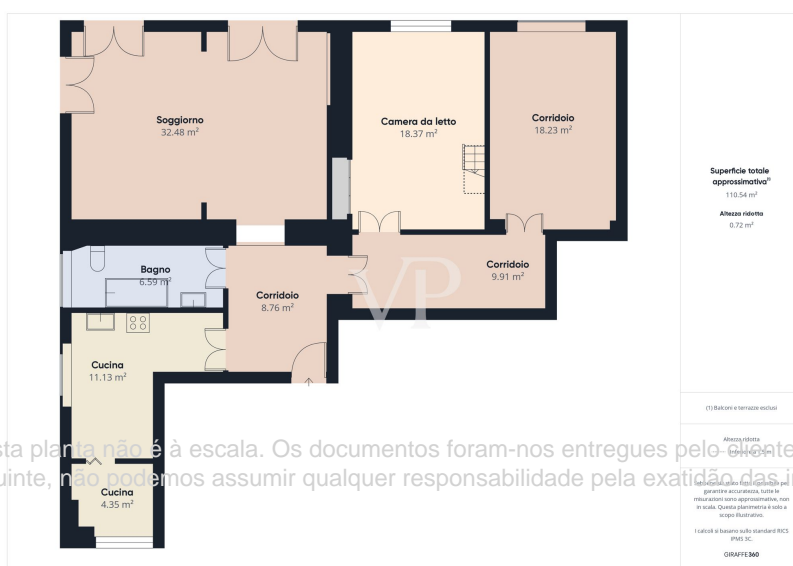 Soggiorno
32.48 m²
Camera da letto
18.37 m²
Corridoio
18.23 m²
Bagno
6.59 m²
Corridoio
8.76 m²
Corridoio
9.91 m²
VP
Cucina
11.13 m²
Cucina
4.35 m²
Superficie totale
approssimativa⁽¹⁾
110.54 m²
Altezza ridotta
0.72 m²
(1) Balconi e terrazze esclusi
Altezza ridotta
sta planta não é à escala. Os documentos foram-nos entregues pelo cliente
uinte, não podemos assumir qualquer responsabilidade pela exatidão das i
garantire accuratezza, tutte le
misurazioni sono approssimative, non
in scala. Questa planimetria è solo a
scopo illustrativo.
I calcoli si basano sullo standard RICS
IPMS 3C.
GIRAFFE360